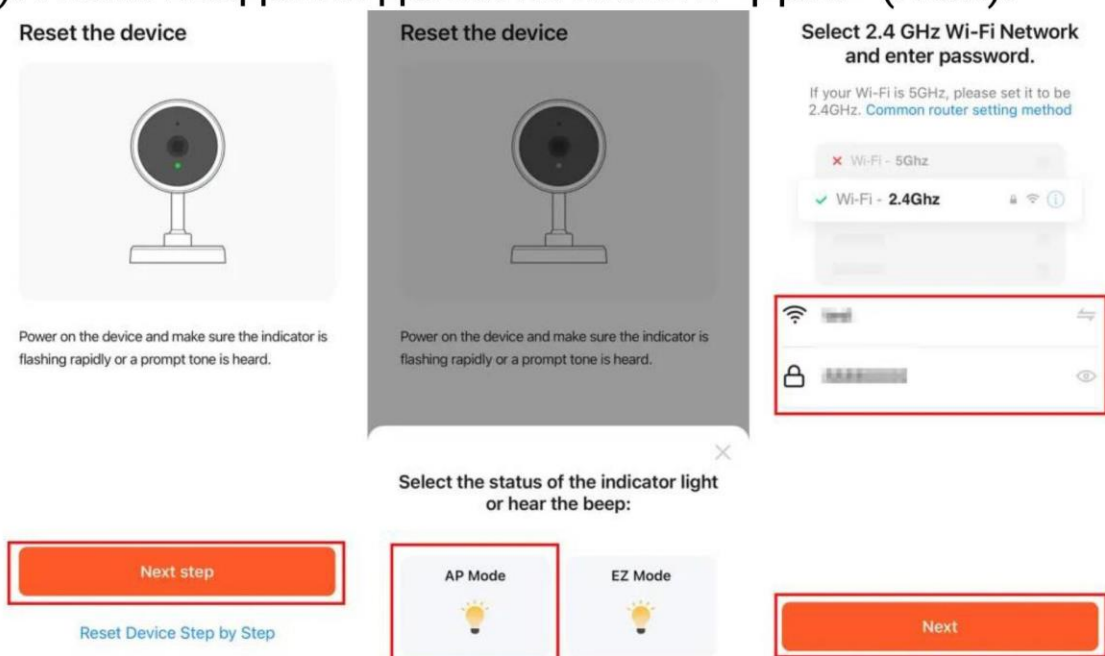 Reset the device
Power on the device and make sure the indicator is
flashing rapidly or a prompt tone is heard.
Next step
Reset Device Step by Step
Reset the device
Power on the device and make sure the indicator is
flashing rapidly or a prompt tone is heard.
Select the status of the indicator light
or hear the beep:
AP Mode
EZ Mode
Select 2.4 GHz Wi-Fi Network
and enter password.
If your Wi-Fi is 5GHz, please set it to be
2.4GHz. Common router setting method
Wi-Fi - 5Ghz
Wi-Fi - 2.4Ghz
Next